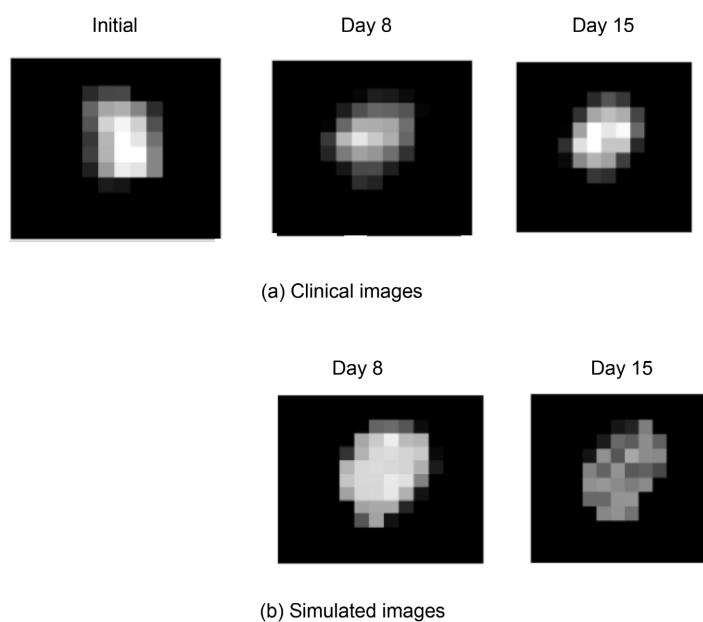 Initial Day 8 Day 15
(a) Clinical images
Day 8 Day 15
(b) Simulated images